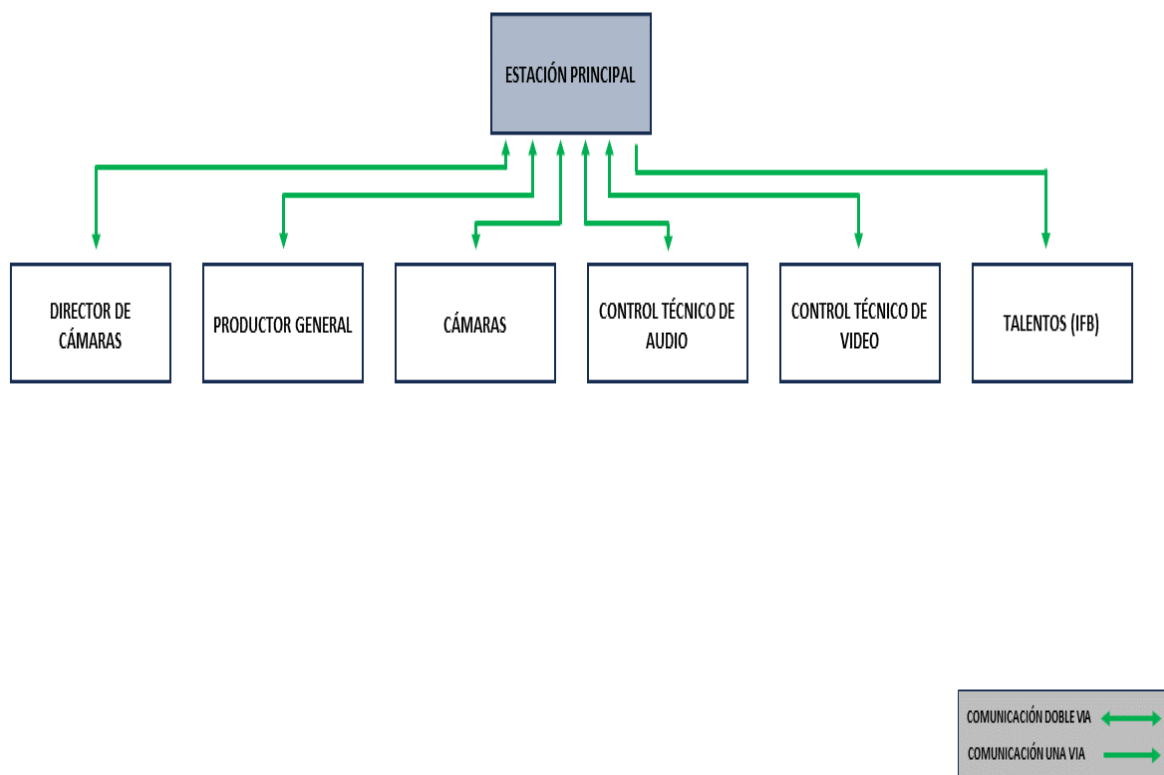 ESTACIÓN PRINCIPAL
DIRECTOR DE
CÁMARAS
PRODUCTOR GENERAL
CÁMARAS
CONTROL TÉCNICO DE
AUDIO
CONTROL TÉCNICO DE
VIDEO
TALENTOS (IFB)
COMUNICACIÓN DOBLE VIA
COMUNICACIÓN UNA VIA